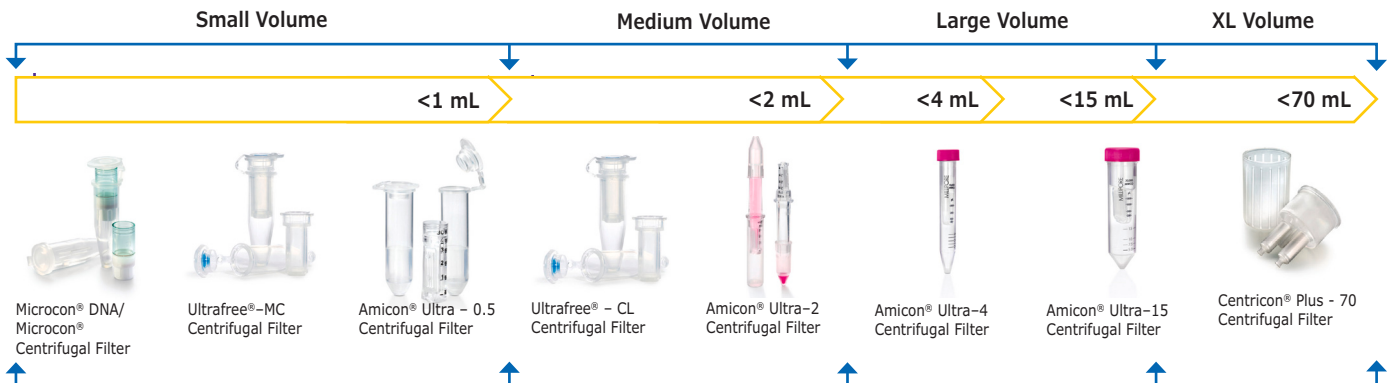 Small Volume
Medium Volume
Large Volume
XL Volume
<1 mL
<2 mL
<4 mL
<15 mL
<70 mL
Microcon® DNA/
Microcon®
Centrifugal Filter
Ultrafree®–MC
Centrifugal Filter
Amicon® Ultra – 0.5
Centrifugal Filter
Ultrafree® – CL
Centrifugal Filter
Amicon® Ultra–2
Centrifugal Filter
Amicon® Ultra–4
Centrifugal Filter
Amicon® Ultra–15
Centrifugal Filter
Centricon® Plus - 70
Centrifugal Filter